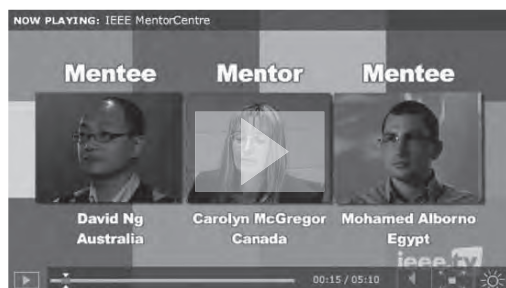 NOW PLAYING: IEEE MentorCentre
Mentee Mentor Mentee
David Ng Carolyn McGregor Mohamed Alborno
Australia Canada Egypt
ieee.tv
00:15 / 05:10